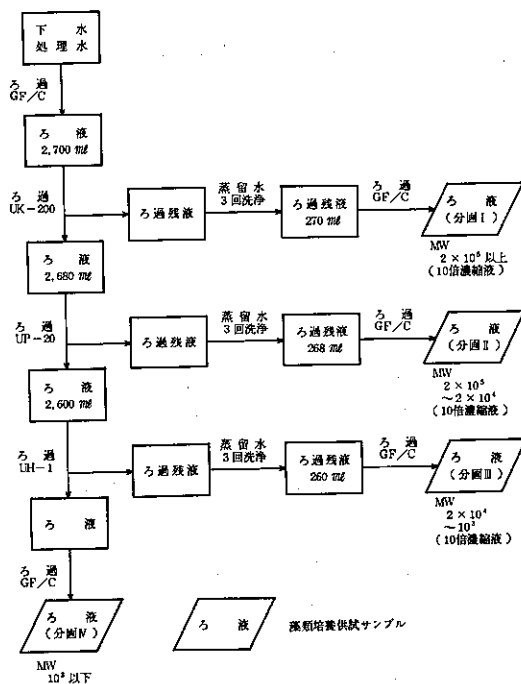 下水
処理水
ろ過
GF/C
ろ液
2,700 ㎖
ろ過
UK-200
ろ過残液
蒸留水
3回洗浄
ろ過残液
270 ㎖
ろ過
GF/C
ろ液
(分画Ⅰ)
MW
2×10⁵以上
(10倍濃縮液)
ろ液
2,680 ㎖
ろ過
UP-20
ろ過残液
蒸留水
3回洗浄
ろ過残液
268 ㎖
ろ過
GF/C
ろ液
(分画Ⅱ)
MW
2×10⁵
~2×10⁴
(10倍濃縮液)
ろ液
2,600 ㎖
ろ過
UH-1
ろ過残液
蒸留水
3回洗浄
ろ過残液
260 ㎖
ろ過
GF/C
ろ液
(分画Ⅲ)
MW
2×10⁴
~10³
(10倍濃縮液)
ろ液
ろ過
GF/C
ろ液
(分画Ⅳ)
MW
10³以下
ろ液
藻類培養供試サンプル